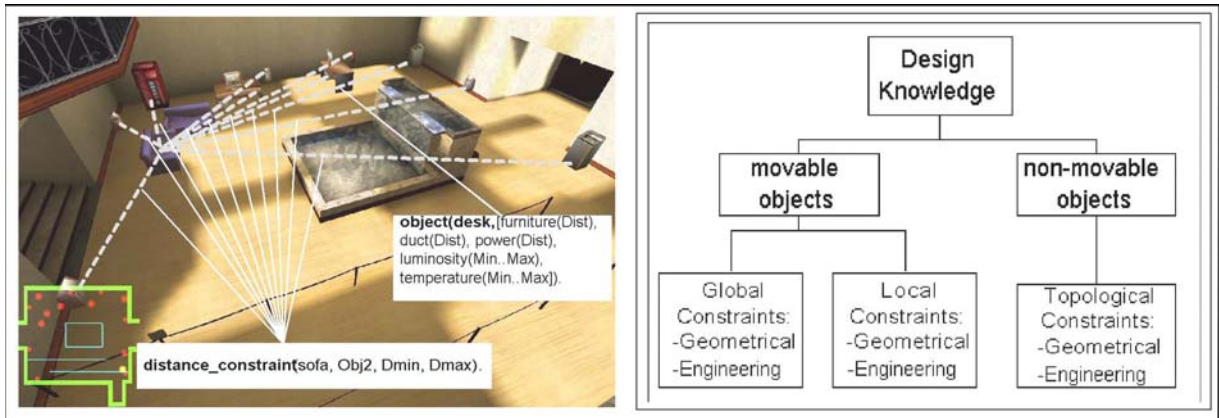 object(desk,[furniture(Dist),
duct(Dist), power(Dist),
luminosity(Min..Max),
temperature(Min..Max]).
distance_constraint(sofa, Obj2, Dmin, Dmax).
Design
Knowledge
movable
objects
non-movable
objects
Global
Constraints:
-Geometrical
-Engineering
Local
Constraints:
-Geometrical
-Engineering
Topological
Constraints:
-Geometrical
-Engineering